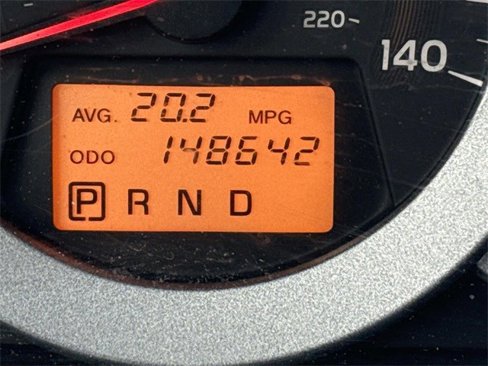 220
140
AVG. 20.2 MPG
ODO 148642
P R N D